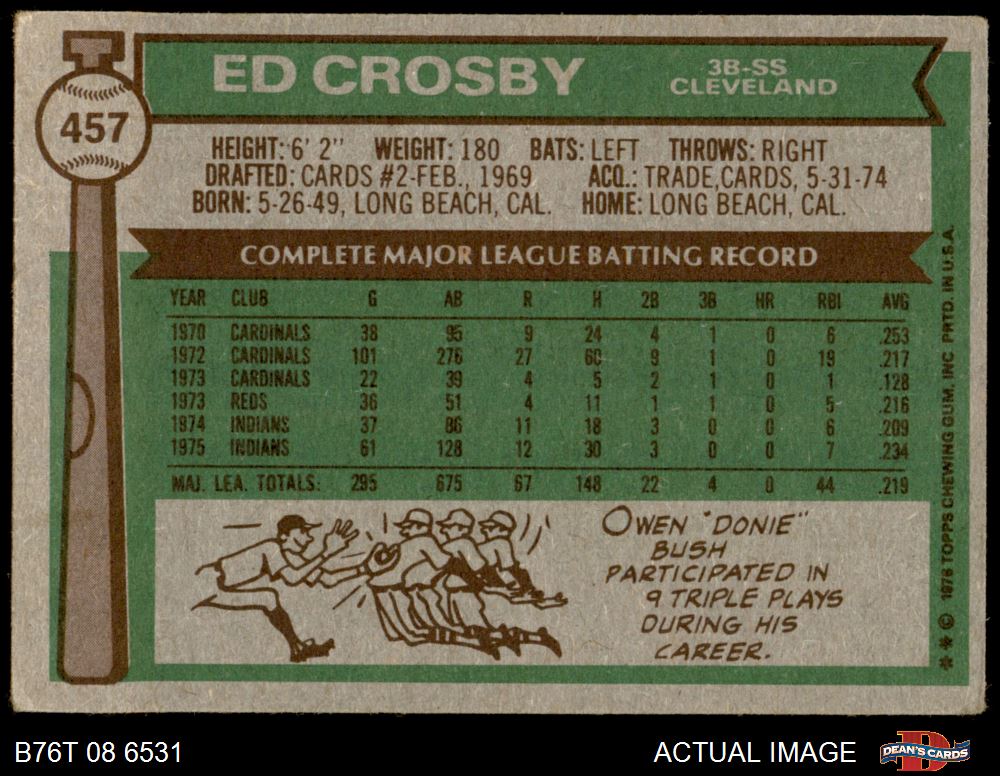 457
ED CROSBY
3B-SS
CLEVELAND
HEIGHT: 6' 2" WEIGHT: 180 BATS: LEFT THROWS: RIGHT
DRAFTED: CARDS #2-FEB., 1969 ACQ.: TRADE, CARDS, 5-31-74
BORN: 5-26-49, LONG BEACH, CAL. HOME: LONG BEACH, CAL.
COMPLETE MAJOR LEAGUE BATTING RECORD
YEAR CLUB G AB R H 2B 3B HR RBI AVG
1970 CARDINALS 38 95 9 24 4 1 0 6 .253
1972 CARDINALS 101 276 27 60 9 1 0 19 .217
1973 CARDINALS 22 39 4 5 2 1 0 1 .128
1973 REDS 36 51 4 11 1 1 0 5 .216
1974 INDIANS 37 86 11 18 3 0 0 6 .209
1975 INDIANS 61 128 12 30 3 0 0 7 .234
MAJ. LEA. TOTALS: 295 675 67 148 22 4 0 44 .219
OWEN "DONIE"
BUSH
PARTICIPATED IN
9 TRIPLE PLAYS
DURING HIS
CAREER.
** © 1976 TOPPS CHEWING GUM, INC. PRTD. IN U.S.A.
B76T 08 6531
ACTUAL IMAGE
DEAN'S CARDS